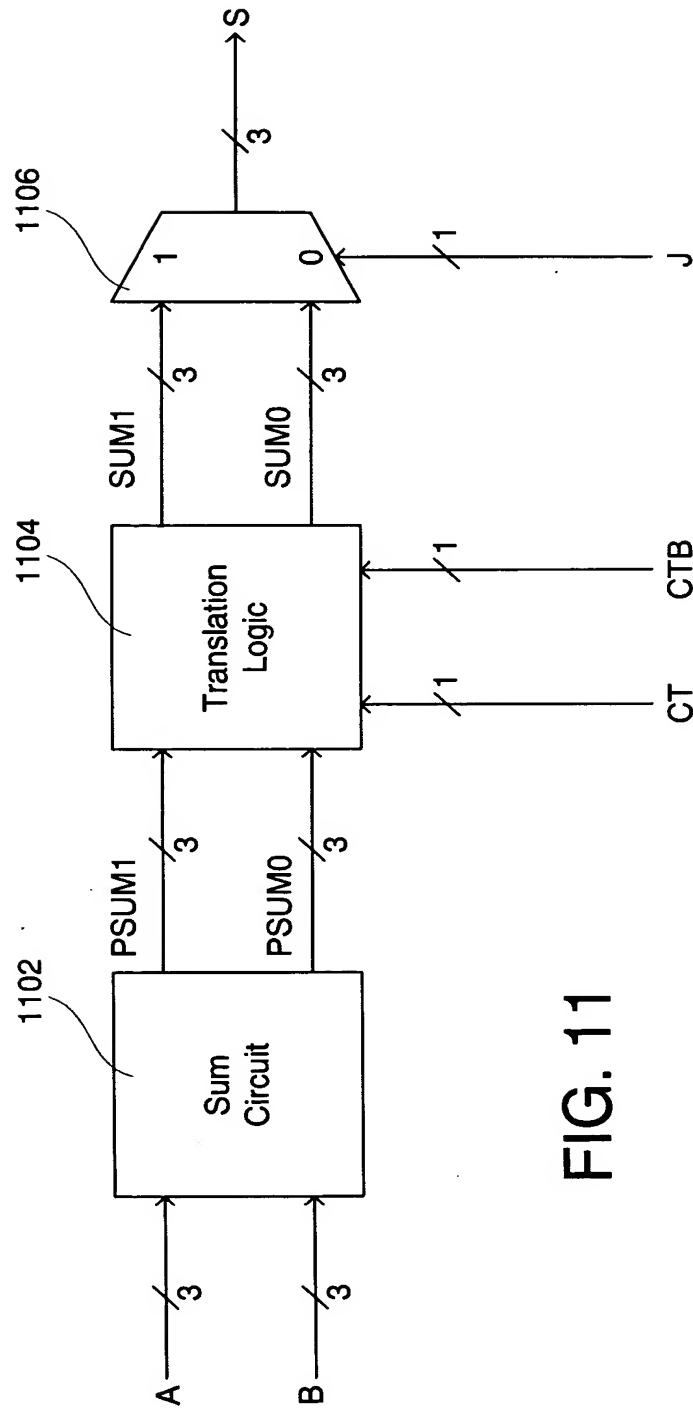 A
3
B
3
1102
Sum
Circuit
PSUM1
3
PSUM0
3
1104
Translation
Logic
CT
1
CTB
1
SUM1
3
SUM0
3
1106
1
0
J
1
3
S
FIG. 11